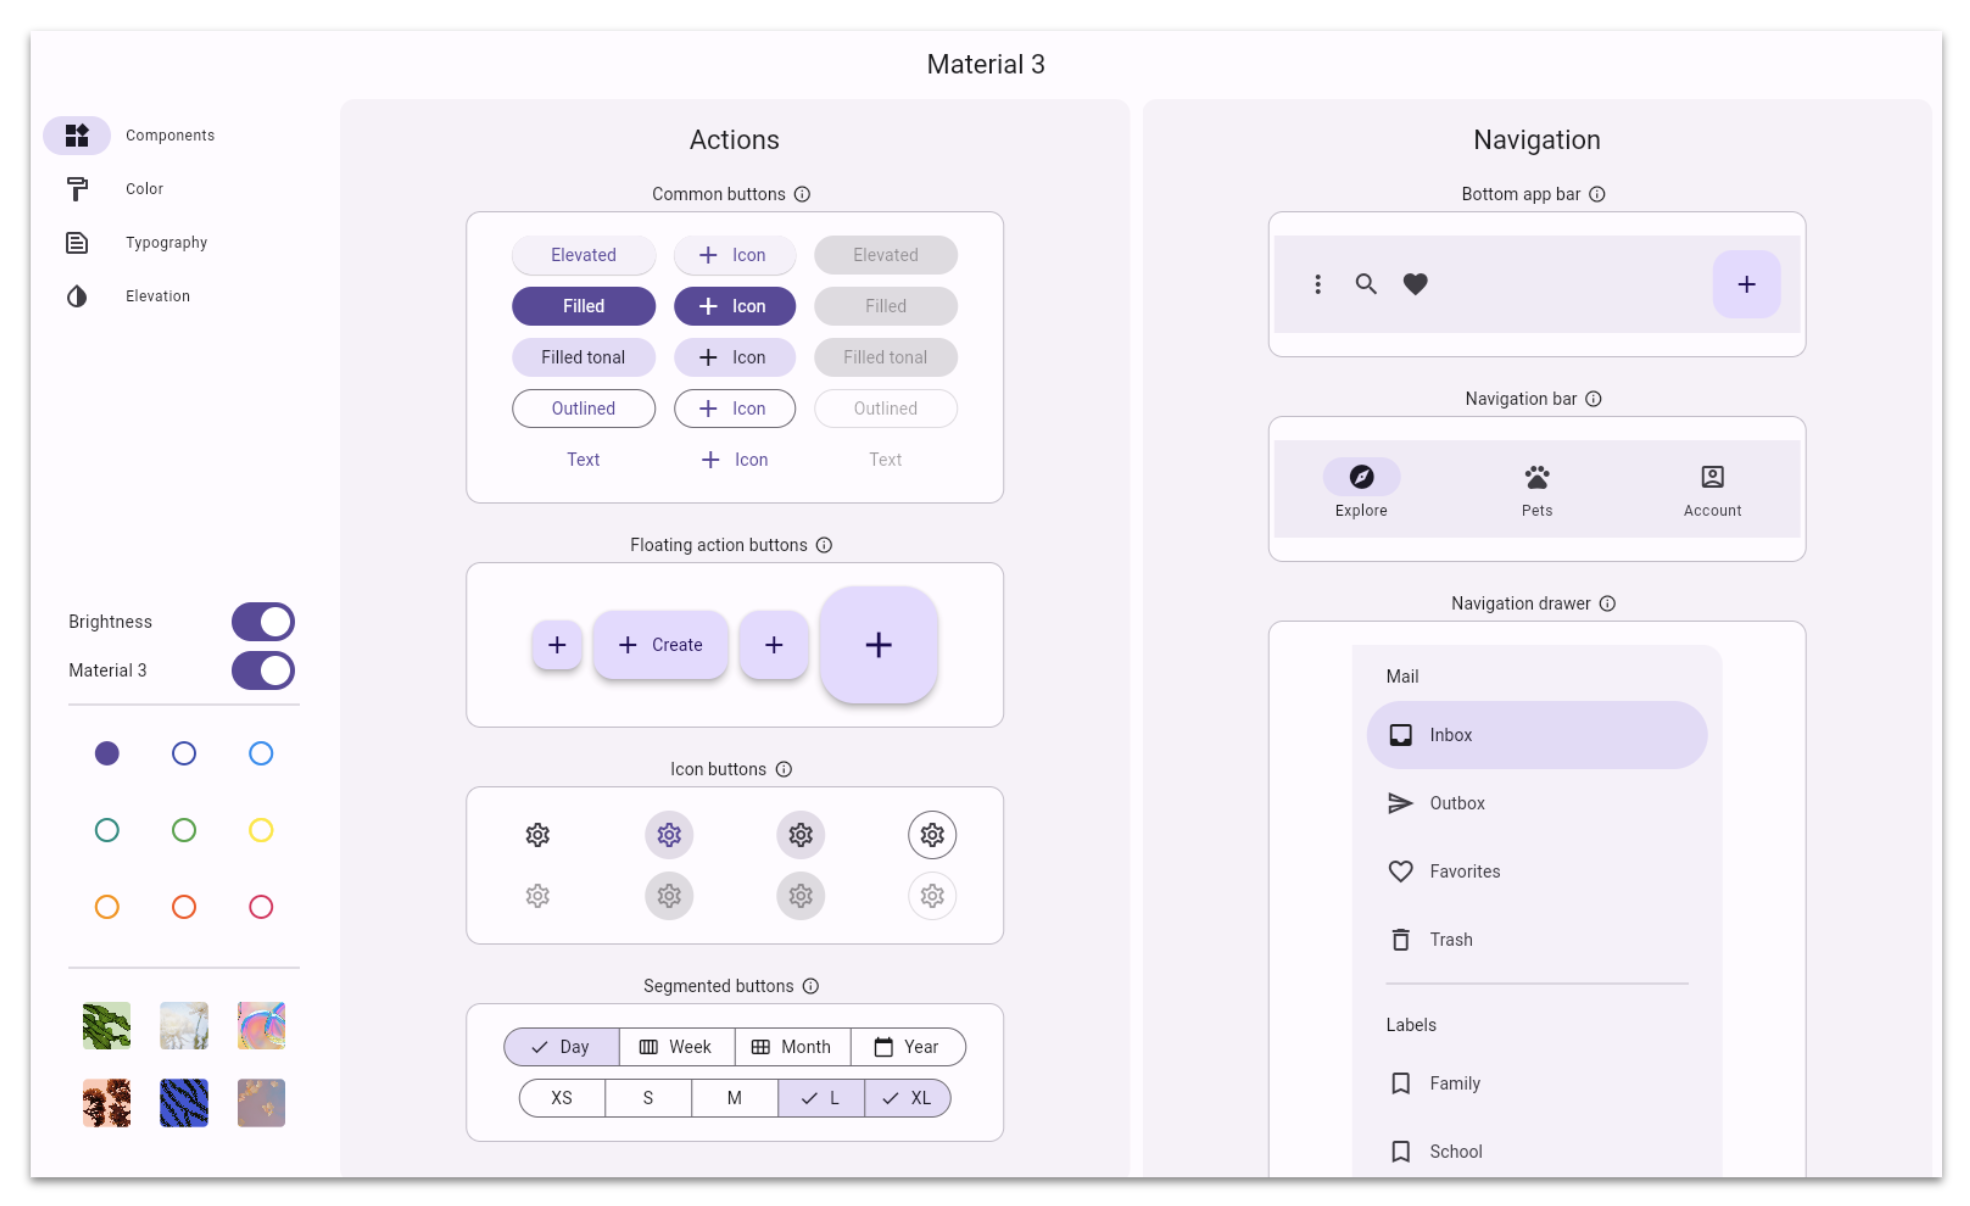 Material 3
Components
Color
Typography
Elevation
Brightness
Material 3
Actions
Common buttons
Elevated Icon Elevated
Filled Icon Filled
Filled tonal Icon Filled tonal
Outlined Icon Outlined
Text Icon Text
Floating action buttons
Create
Icon buttons
Segmented buttons
Day Week Month Year
XS S M L XL
Navigation
Bottom app bar
Navigation bar
Explore Pets Account
Navigation drawer
Mail
Inbox
Outbox
Favorites
Trash
Labels
Family
School